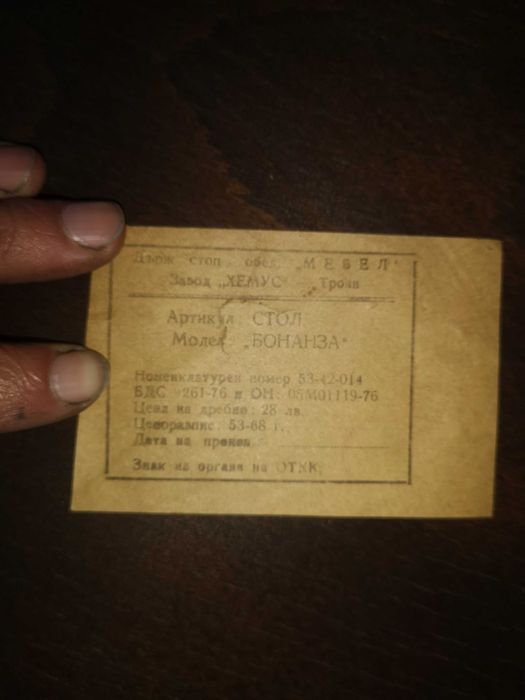 Държ стоп обед. „МЕБЕЛ"
Завод „ХЕМУС" Троян
Артикул: СТОЛ
Модел: „БОНАНЗА"
Номенклатурен номер 53-42-014
БДС 261-76 и ОН 05М01119-76
Цена на дребно: 28 лв.
Ценоразпис: 53-68 г.
Дата на произв.
Знак на органа на ОТКК: